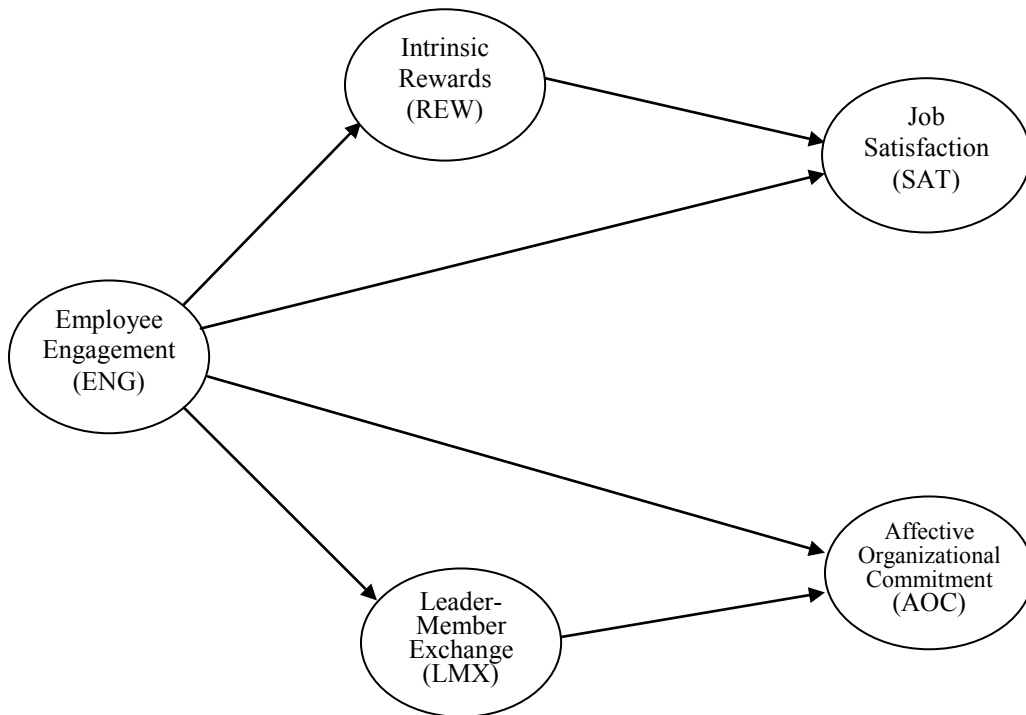 Intrinsic
Rewards
(REW)
Job
Satisfaction
(SAT)
Employee
Engagement
(ENG)
Affective
Organizational
Commitment
(AOC)
Leader-
Member
Exchange
(LMX)